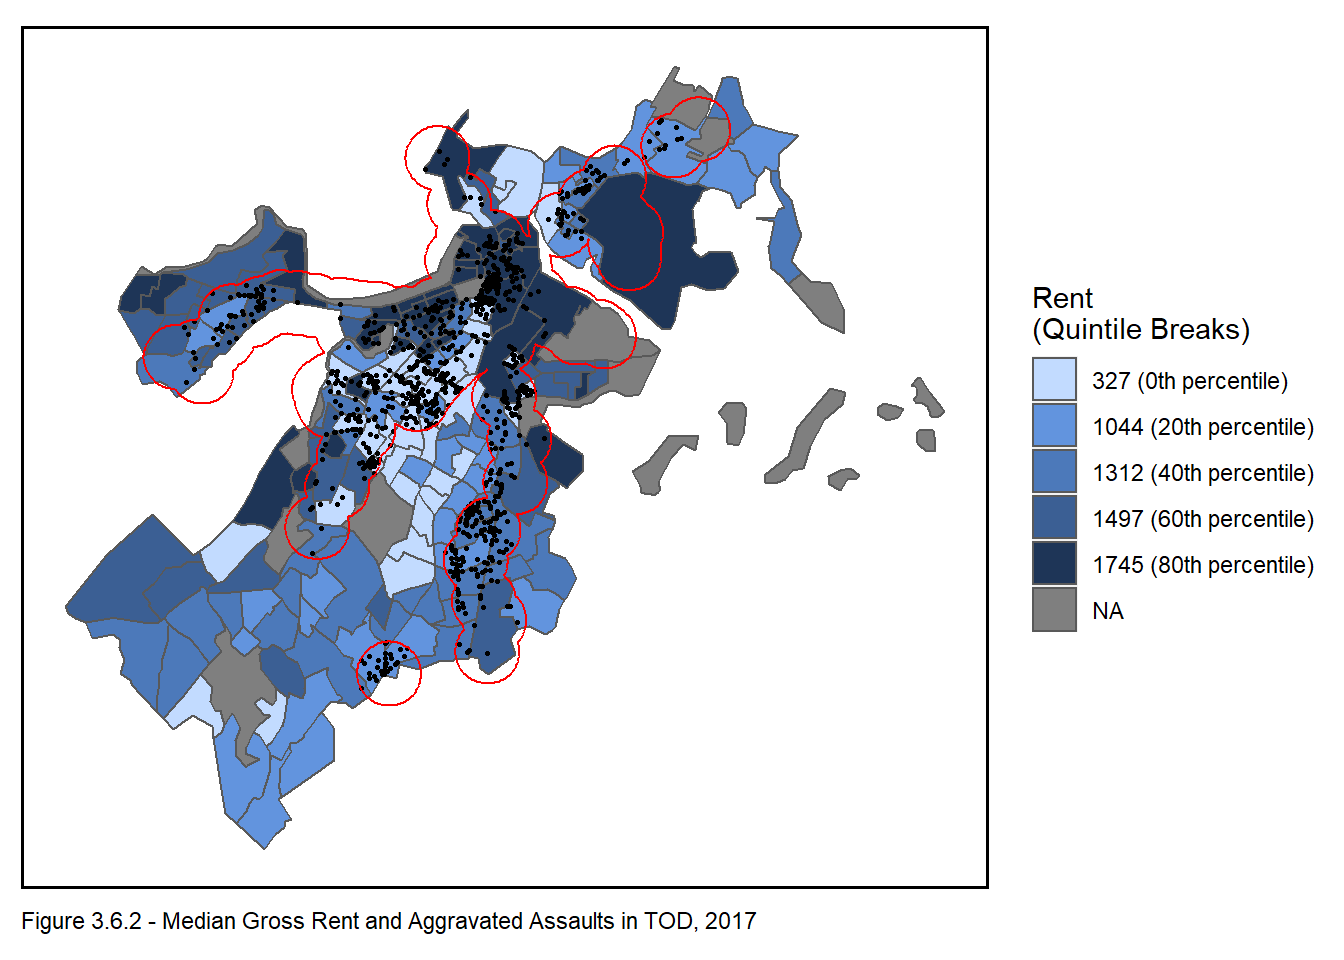 Rent
(Quintile Breaks)
327 (0th percentile)
1044 (20th percentile)
1312 (40th percentile)
1497 (60th percentile)
1745 (80th percentile)
NA
Figure 3.6.2 - Median Gross Rent and Aggravated Assaults in TOD, 2017